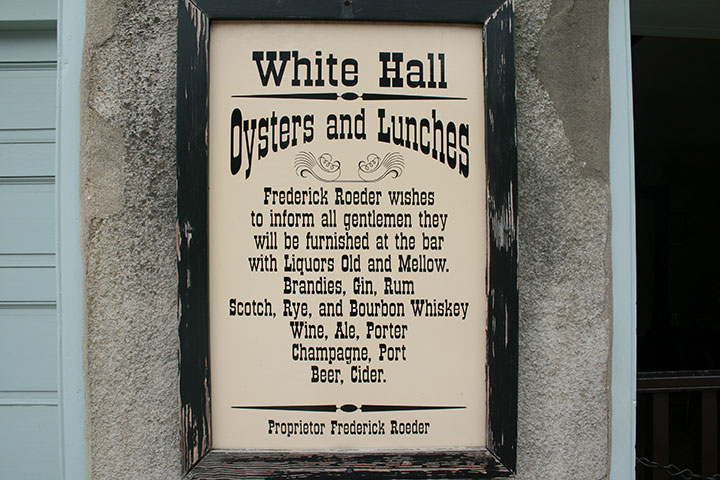 White Hall
Oysters and Lunches
Frederick Roeder wishes
to inform all gentlemen they
will be furnished at the bar
with Liquors Old and Mellow.
Brandies, Gin, Rum
Scotch, Rye, and Bourbon Whiskey
Wine, Ale, Porter
Champagne, Port
Beer, Cider.
Proprietor Frederick Roeder